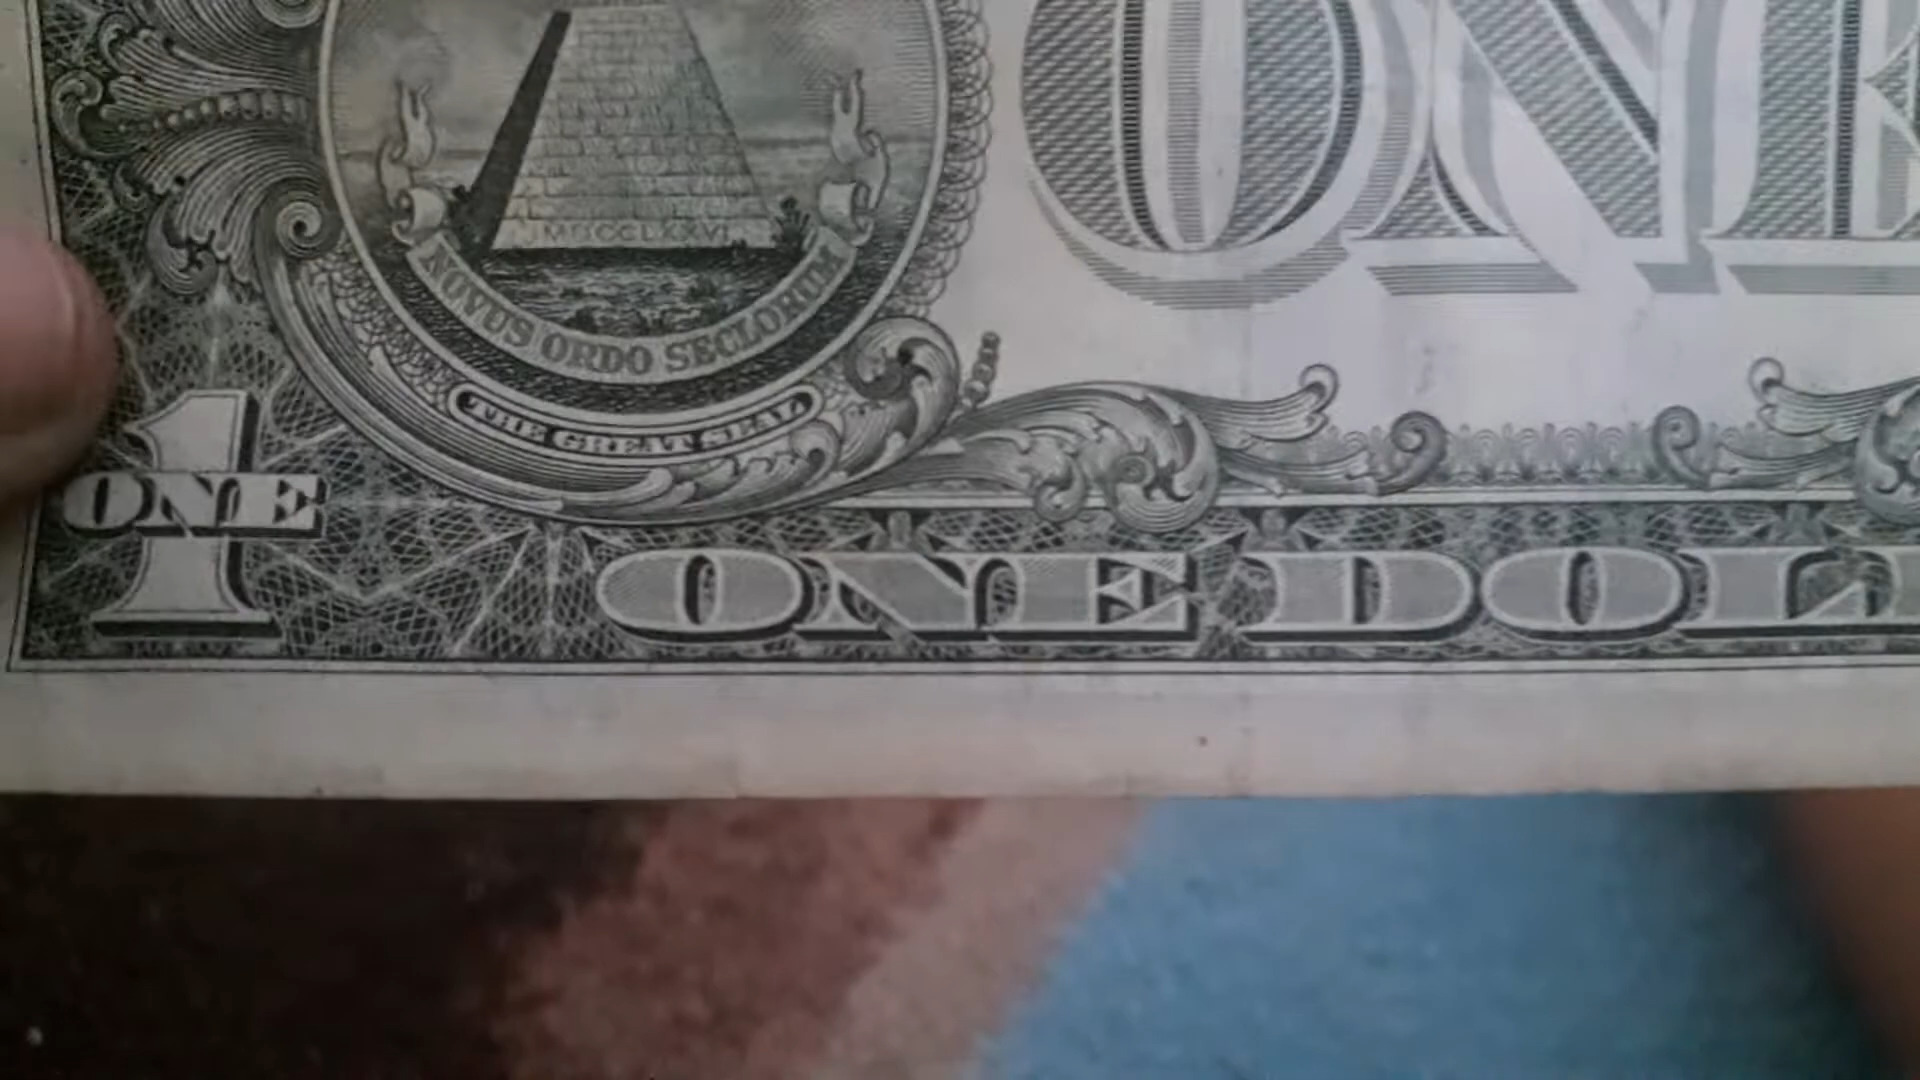 ONE
MDCCLXXVI
NOVUS ORDO SECLORUM
THE GREAT SEAL
1
ONE
ONE DOL